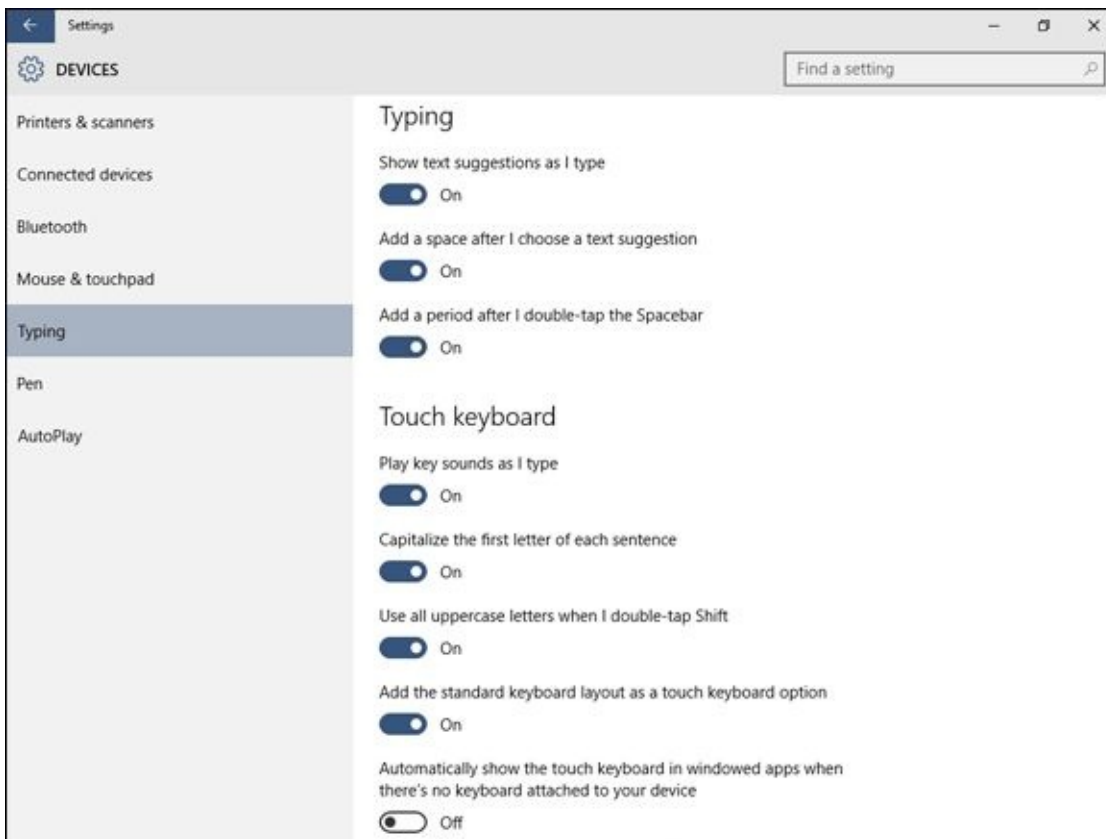 Settings
DEVICES
Find a setting
Printers & scanners
Connected devices
Bluetooth
Mouse & touchpad
Typing
Pen
AutoPlay
Typing
Show text suggestions as I type
On
Add a space after I choose a text suggestion
On
Add a period after I double-tap the Spacebar
On
Touch keyboard
Play key sounds as I type
On
Capitalize the first letter of each sentence
On
Use all uppercase letters when I double-tap Shift
On
Add the standard keyboard layout as a touch keyboard option
On
Automatically show the touch keyboard in windowed apps when
there's no keyboard attached to your device
Off